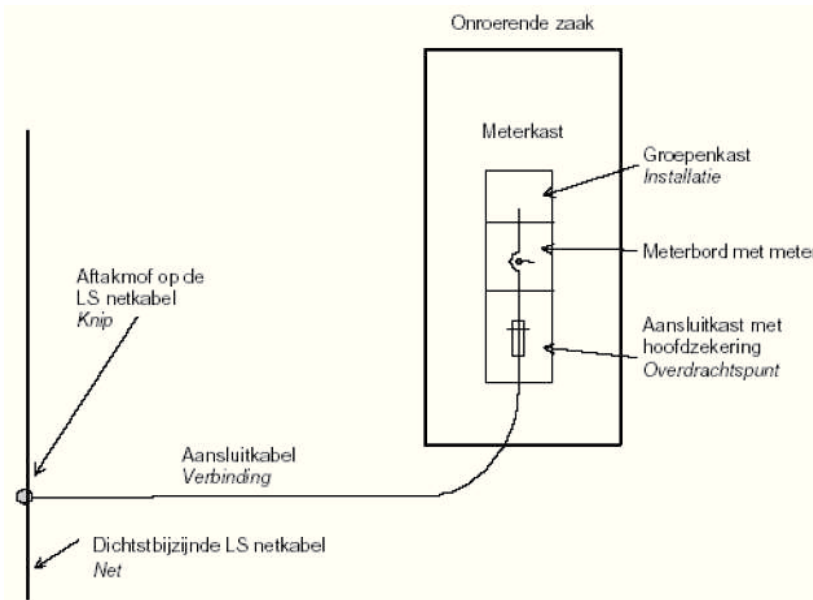 Onroerende zaak
Meterkast
Groepenkast
Installatie
Meterbord met meter
Aftakmof op de
LS netkabel
Knip
Aansluitkast met
hoofdzekering
Overdrachtspunt
Aansluitkabel
Verbinding
Dichtstbijzijnde LS netkabel
Net